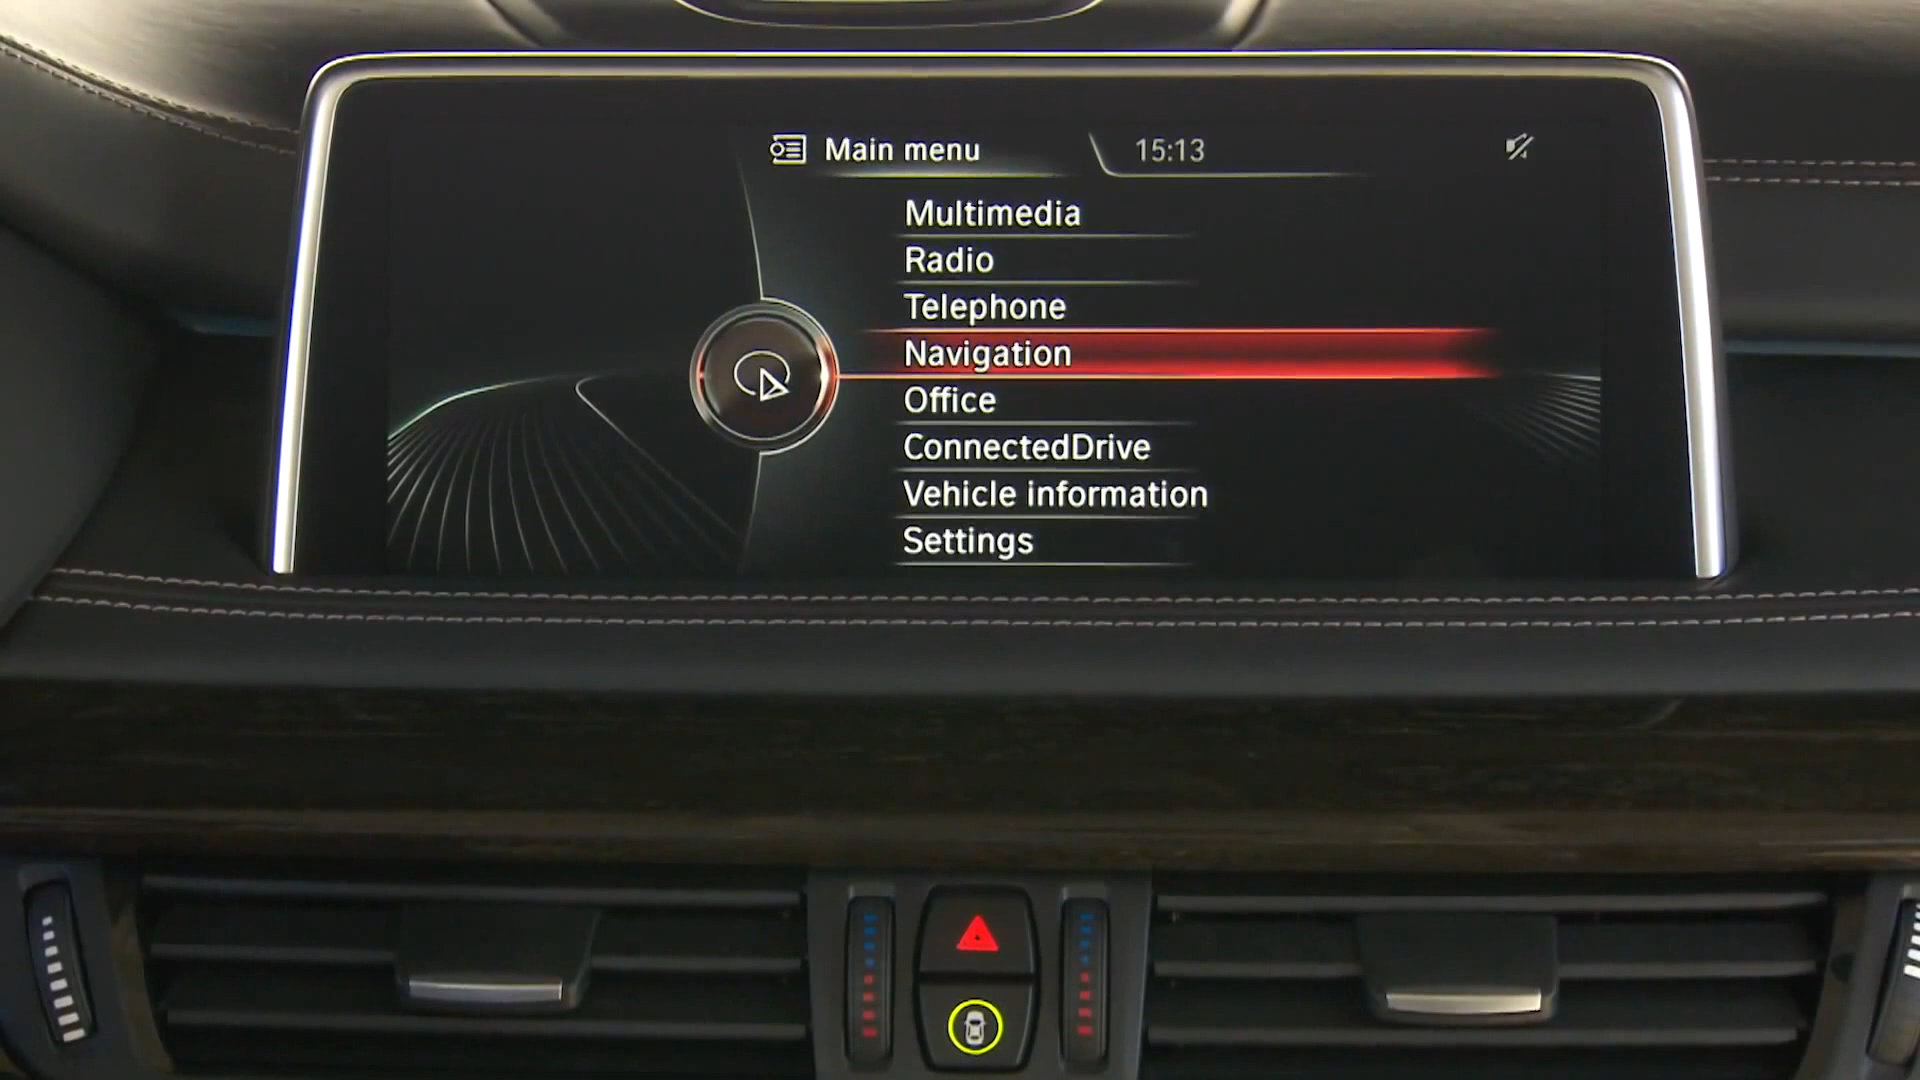 Main menu 15:13
Multimedia
Radio
Telephone
Navigation
Office
ConnectedDrive
Vehicle information
Settings